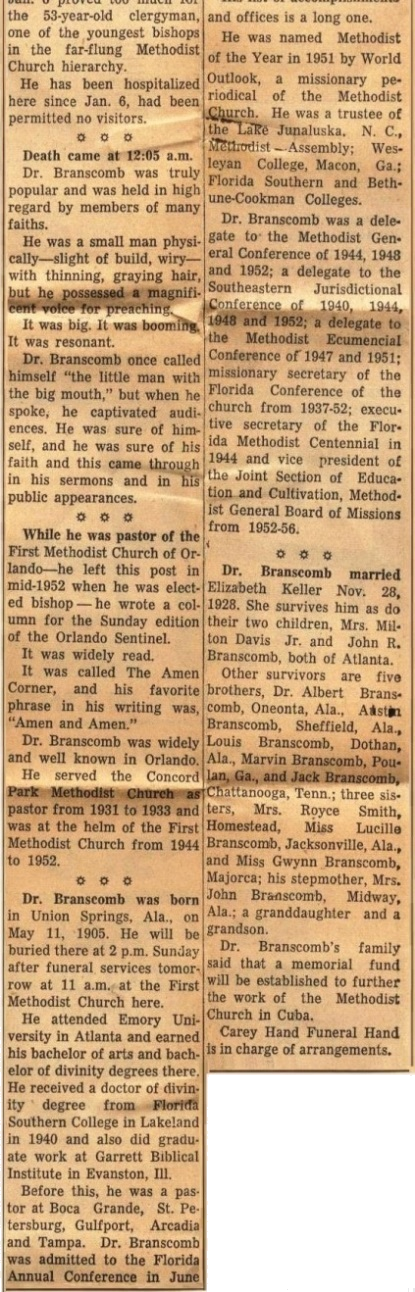 Jan. 6 proved too much for
the 53-year-old clergyman,
one of the youngest bishops
in the far-flung Methodist
Church hierarchy.
He has been hospitalized
here since Jan. 6, had been
permitted no visitors.
✡ ✡ ✡
Death came at 12:05 a.m.
Dr. Branscomb was truly
popular and was held in high
regard by members of many
faiths.
He was a small man physi-
cally—slight of build, wiry—
with thinning, graying hair,
but he possessed a magnifi-
cent voice for preaching.
It was big. It was booming.
It was resonant.
Dr. Branscomb once called
himself "the little man with
the big mouth," but when he
spoke, he captivated audi-
ences. He was sure of him-
self, and he was sure of his
faith and this came through
in his sermons and in his
public appearances.
✡ ✡ ✡
While he was pastor of the
First Methodist Church of Or-
lando—he left this post in
mid-1952 when he was elect-
ed bishop — he wrote a col-
umn for the Sunday edition
of the Orlando Sentinel.
It was widely read.
It was called The Amen
Corner, and his favorite
phrase in his writing was,
"Amen and Amen."
Dr. Branscomb was widely
and well known in Orlando.
He served the Concord
Park Methodist Church as
pastor from 1931 to 1933 and
was at the helm of the First
Methodist Church from 1944
to 1952.
✡ ✡ ✡
Dr. Branscomb was born
in Union Springs, Ala., on
May 11, 1905. He will be
buried there at 2 p.m. Sunday
after funeral services tomor-
row at 11 a.m. at the First
Methodist Church here.
He attended Emory Uni-
versity in Atlanta and earned
his bachelor of arts and bach-
elor of divinity degrees there.
He received a doctor of divin-
ity degree from Florida
Southern College in Lakeland
in 1940 and also did gradu-
ate work at Garrett Biblical
Institute in Evanston, Ill.
Before this, he was a pas-
tor at Boca Grande, St. Pe-
tersburg, Gulfport, Arcadia
and Tampa. Dr. Branscomb
was admitted to the Florida
Annual Conference in June
His list of accomplishments
and offices is a long one.
He was named Methodist
of the Year in 1951 by World
Outlook, a missionary pe-
riodical of the Methodist
Church. He was a trustee of
the Lake Junaluska. N. C.,
Methodist Assembly; Wes-
leyan College, Macon, Ga.;
Florida Southern and Beth-
une-Cookman Colleges.
Dr. Branscomb was a dele-
gate to the Methodist Gen-
eral Conference of 1944, 1948
and 1952; a delegate to the
Southeastern Jurisdictional
Conference of 1940, 1944,
1948 and 1952; a delegate to
the Methodist Ecumencial
Conference of 1947 and 1951;
missionary secretary of the
Florida Conference of the
church from 1937-52; execu-
tive secretary of the Flor-
ida Methodist Centennial in
1944 and vice president of
the Joint Section of Educa-
tion and Cultivation, Method-
ist General Board of Missions
from 1952-56.
✡ ✡ ✡
Dr. Branscomb married
Elizabeth Keller Nov. 28,
1928. She survives him as do
their two children, Mrs. Mil-
ton Davis Jr. and John R.
Branscomb, both of Atlanta.
Other survivors are five
brothers, Dr. Albert Brans-
comb, Oneonta, Ala., Austin
Branscomb, Sheffield, Ala.,
Louis Branscomb, Dothan,
Ala., Marvin Branscomb, Pou-
lan, Ga., and Jack Branscomb,
Chattanooga, Tenn.; three sis-
ters, Mrs. Royce Smith,
Homestead, Miss Lucille
Branscomb, Jacksonville, Ala.,
and Miss Gwynn Branscomb,
Majorca; his stepmother, Mrs.
John Branscomb, Midway,
Ala.; a granddaughter and a
grandson.
Dr. Branscomb's family
said that a memorial fund
will be established to further
the work of the Methodist
Church in Cuba.
Carey Hand Funeral Hand
is in charge of arrangements.